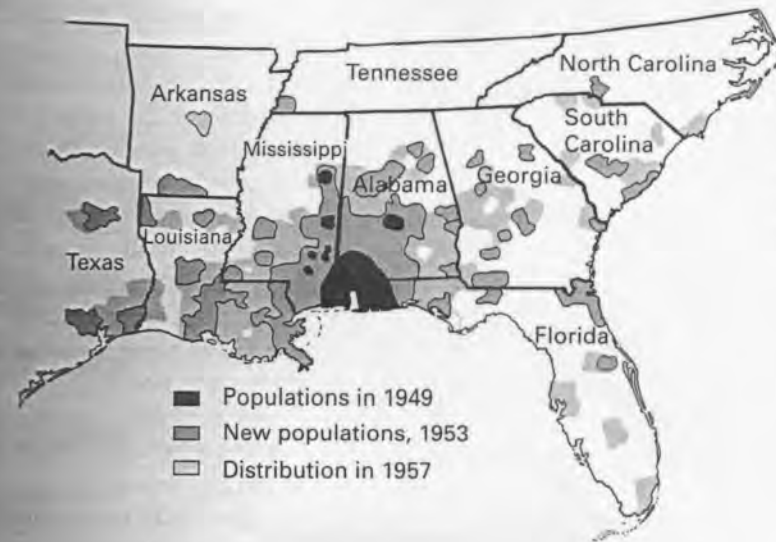 Tennessee
North Carolina
Arkansas
South
Carolina
Mississippi
Alabama
Georgia
Louisiana
Texas
Florida
Populations in 1949
New populations, 1953
Distribution in 1957